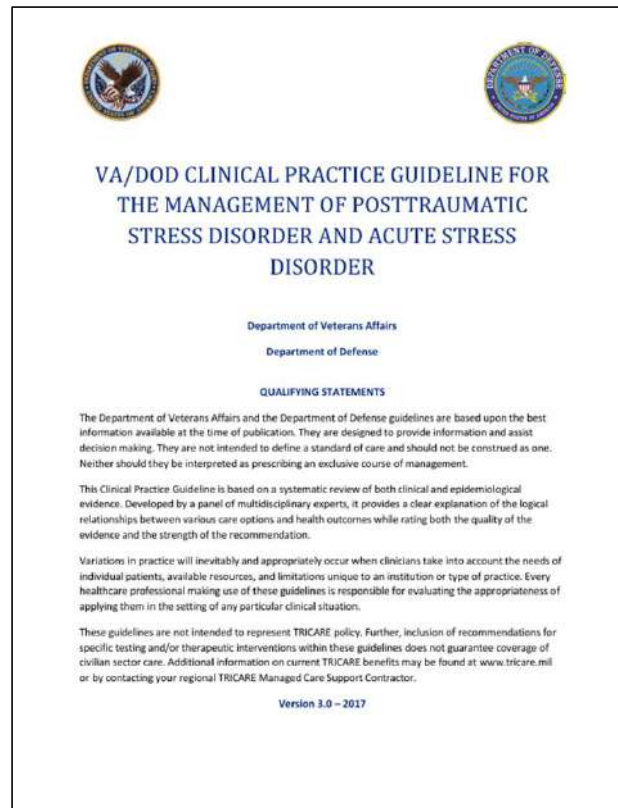 VA/DOD CLINICAL PRACTICE GUIDELINE FOR
THE MANAGEMENT OF POSTTRAUMATIC
STRESS DISORDER AND ACUTE STRESS
DISORDER
Department of Veterans Affairs
Department of Defense
QUALIFYING STATEMENTS
The Department of Veterans Affairs and the Department of Defense guidelines are based upon the best
information available at the time of publication. They are designed to provide information and assist
decision making. They are not intended to define a standard of care and should not be construed as one.
Neither should they be interpreted as prescribing an exclusive course of management.
This Clinical Practice Guideline is based on a systematic review of both clinical and epidemiological
evidence. Developed by a panel of multidisciplinary experts, it provides a clear explanation of the logical
relationships between various care options and health outcomes while rating both the quality of the
evidence and the strength of the recommendation.
Variations in practice will inevitably and appropriately occur when clinicians take into account the needs of
individual patients, available resources, and limitations unique to an institution or type of practice. Every
healthcare professional making use of these guidelines is responsible for evaluating the appropriateness of
applying them in the setting of any particular clinical situation.
These guidelines are not intended to represent TRICARE policy. Further, inclusion of recommendations for
specific testing and/or therapeutic interventions within these guidelines does not guarantee coverage of
civilian sector care. Additional information on current TRICARE benefits may be found at www.tricare.mil
or by contacting your regional TRICARE Managed Care Support Contractor.
Version 3.0 – 2017